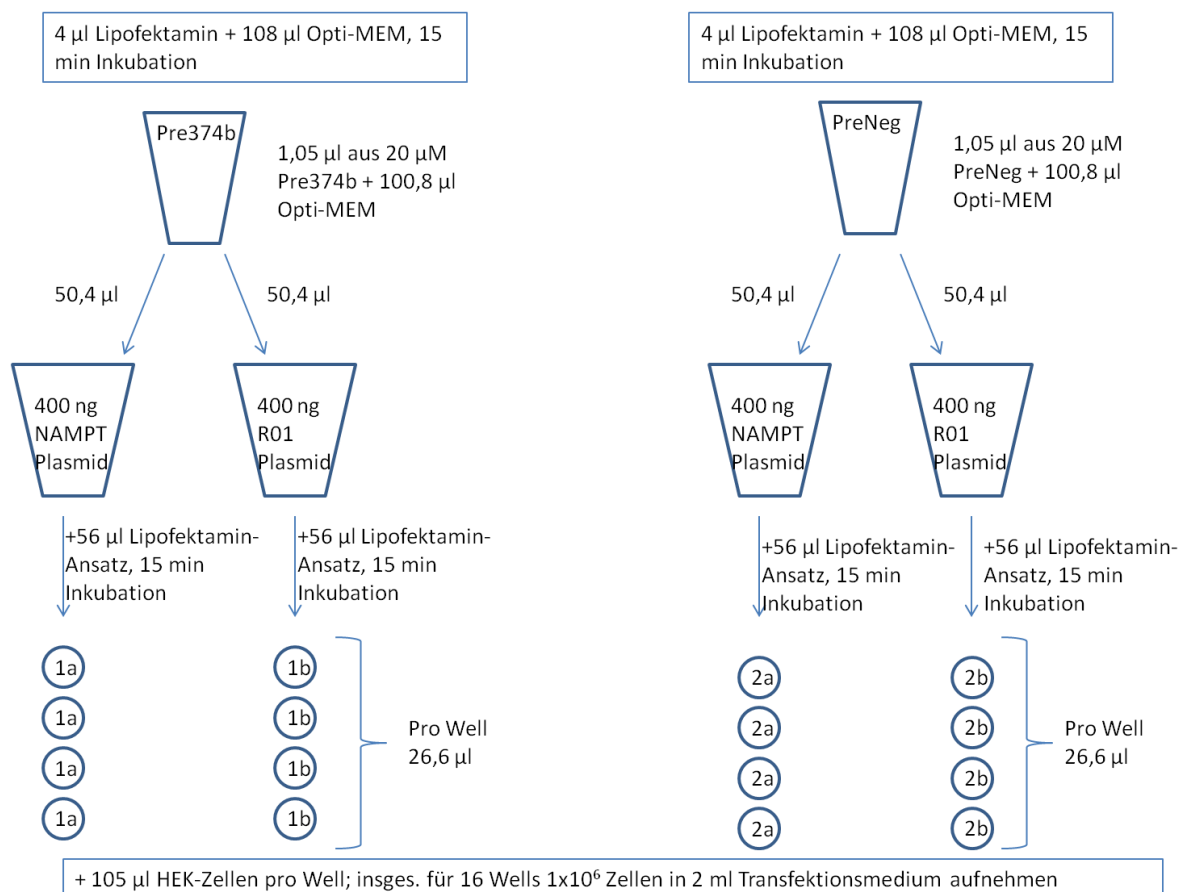 4 µl Lipofektamin + 108 µl Opti-MEM, 15
min Inkubation
Pre374b
1,05 µl aus 20 µM
Pre374b + 100,8 µl
Opti-MEM
50,4 µl
50,4 µl
400 ng
NAMPT
Plasmid
400 ng
R01
Plasmid
+56 µl Lipofektamin-
Ansatz, 15 min
Inkubation
+56 µl Lipofektamin-
Ansatz, 15 min
Inkubation
1a
1a
1a
1a
1b
1b
1b
1b
Pro Well
26,6 µl
4 µl Lipofektamin + 108 µl Opti-MEM, 15
min Inkubation
PreNeg
1,05 µl aus 20 µM
PreNeg + 100,8 µl
Opti-MEM
50,4 µl
50,4 µl
400 ng
NAMPT
Plasmid
400 ng
R01
Plasmid
+56 µl Lipofektamin-
Ansatz, 15 min
Inkubation
+56 µl Lipofektamin-
Ansatz, 15 min
Inkubation
2a
2a
2a
2a
2b
2b
2b
2b
Pro Well
26,6 µl
+ 105 µl HEK-Zellen pro Well; insges. für 16 Wells 1x10⁶ Zellen in 2 ml Transfektionsmedium aufnehmen